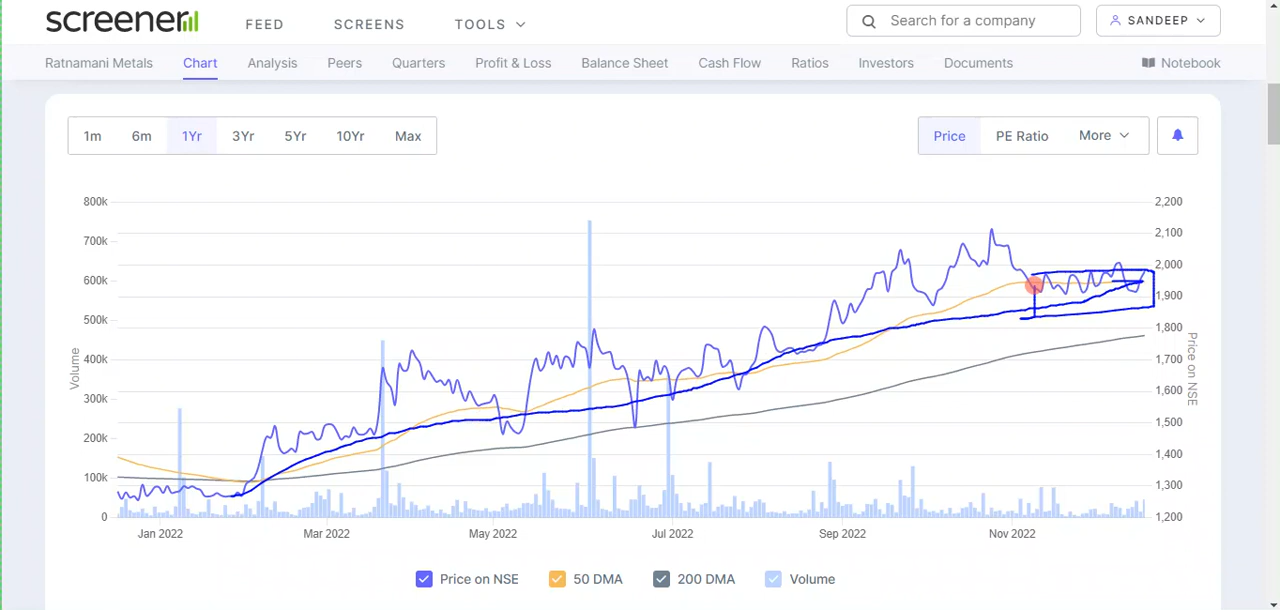 screener FEED SCREENS TOOLS Search for a company SANDEEP
Ratnamani Metals Chart Analysis Peers Quarters Profit & Loss Balance Sheet Cash Flow Ratios Investors Documents Notebook
1m 6m 1Yr 3Yr 5Yr 10Yr Max Price PE Ratio More
800k 2,200
700k 2,100
600k 2,000
500k 1,900
400k 1,800
300k 1,700
200k 1,600
100k 1,500
0 1,400
1,300
1,200
Volume
Price on NSE
Jan 2022 Mar 2022 May 2022 Jul 2022 Sep 2022 Nov 2022
Price on NSE 50 DMA 200 DMA Volume